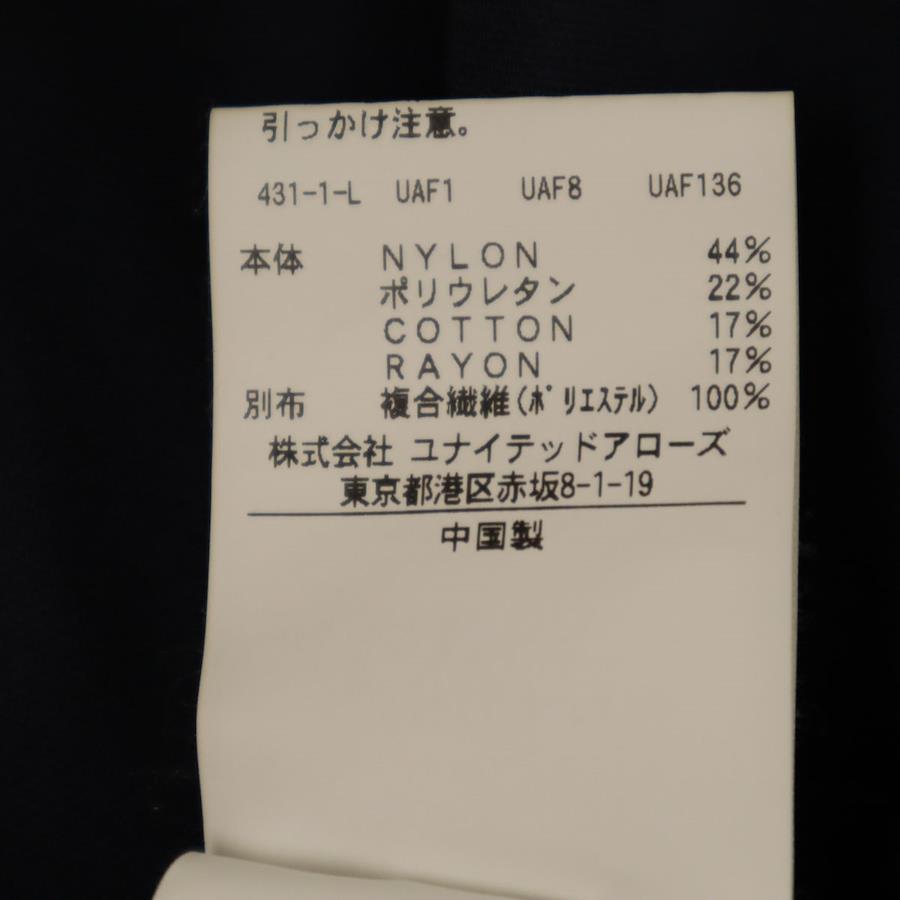 引っかけ注意。
431-1-L UAF1 UAF8 UAF136
本体 NYLON 44%
ポリウレタン 22%
COTTON 17%
RAYON 17%
別布 複合繊維(ポリエステル) 100%
株式会社 ユナイテッドアローズ
東京都港区赤坂8-1-19
中国製